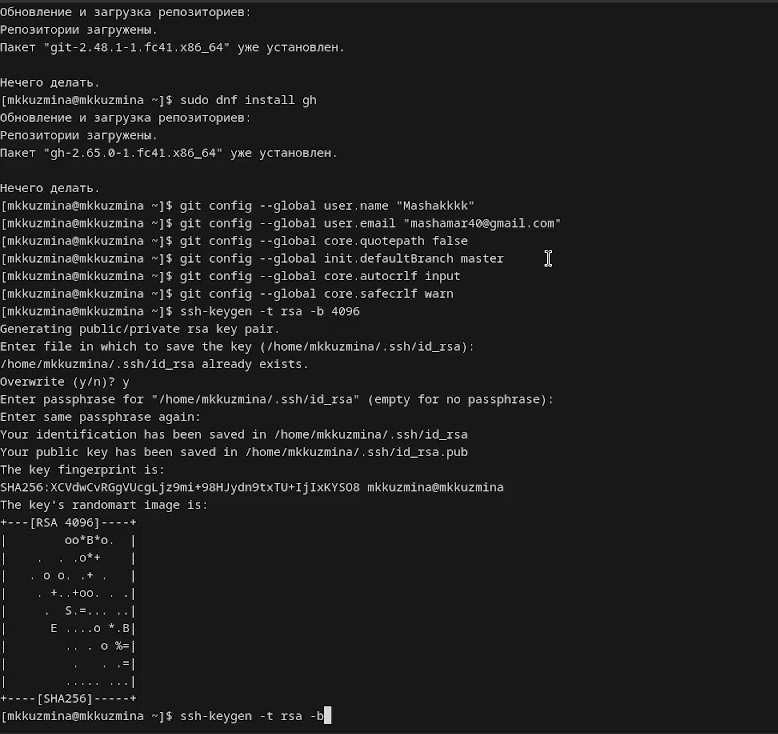 Обновление и загрузка репозиториев:
Репозитории загружены.
Пакет "git-2.48.1-1.fc41.x86_64" уже установлен.

Нечего делать.
[mkkuzmina@mkkuzmina ~]$ sudo dnf install gh
Обновление и загрузка репозиториев:
Репозитории загружены.
Пакет "gh-2.65.0-1.fc41.x86_64" уже установлен.

Нечего делать.
[mkkuzmina@mkkuzmina ~]$ git config --global user.name "Mashakkkk"
[mkkuzmina@mkkuzmina ~]$ git config --global user.email "mashamar40@gmail.com"
[mkkuzmina@mkkuzmina ~]$ git config --global core.quotepath false
[mkkuzmina@mkkuzmina ~]$ git config --global init.defaultBranch master
[mkkuzmina@mkkuzmina ~]$ git config --global core.autocrlf input
[mkkuzmina@mkkuzmina ~]$ git config --global core.safecrlf warn
[mkkuzmina@mkkuzmina ~]$ ssh-keygen -t rsa -b 4096
Generating public/private rsa key pair.
Enter file in which to save the key (/home/mkkuzmina/.ssh/id_rsa):
/home/mkkuzmina/.ssh/id_rsa already exists.
Overwrite (y/n)? y
Enter passphrase for "/home/mkkuzmina/.ssh/id_rsa" (empty for no passphrase):
Enter same passphrase again:
Your identification has been saved in /home/mkkuzmina/.ssh/id_rsa
Your public key has been saved in /home/mkkuzmina/.ssh/id_rsa.pub
The key fingerprint is:
SHA256:XCVdwCvRGgVUcgLjz9mi+98HJydn9txTU+IjIxKYSO8 mkkuzmina@mkkuzmina
The key's randomart image is:
+---[RSA 4096]----+
|        oo*B*o.  |
|    .  . .o*+    |
|   . o o. .+ .   |
|    . +..+oo. . .|
|     .  S.=... ..|
|      E ....o *.B|
|        .. . o %=|
|         .   . .=|
|        ..... ...|
+----[SHA256]-----+
[mkkuzmina@mkkuzmina ~]$ ssh-keygen -t rsa -b